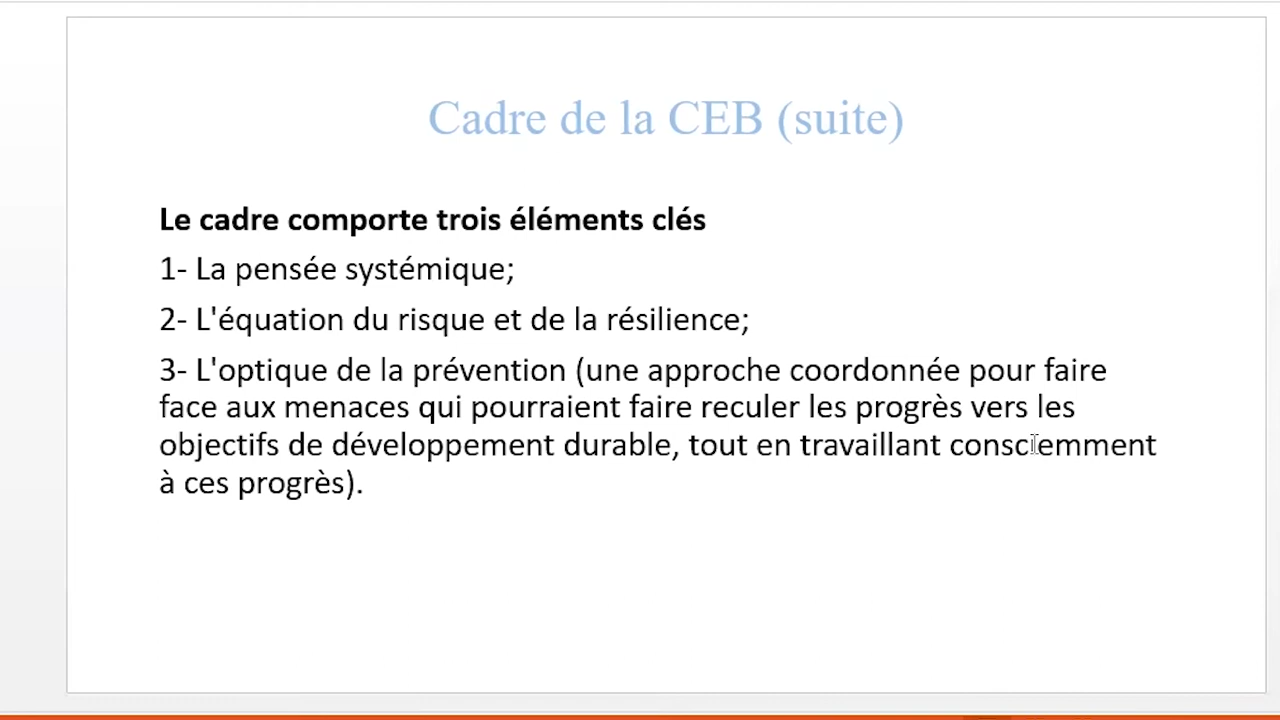 Cadre de la CEB (suite)
Le cadre comporte trois éléments clés
1- La pensée systémique;
2- L'équation du risque et de la résilience;
3- L'optique de la prévention (une approche coordonnée pour faire
face aux menaces qui pourraient faire reculer les progrès vers les
objectifs de développement durable, tout en travaillant consciemment
à ces progrès).